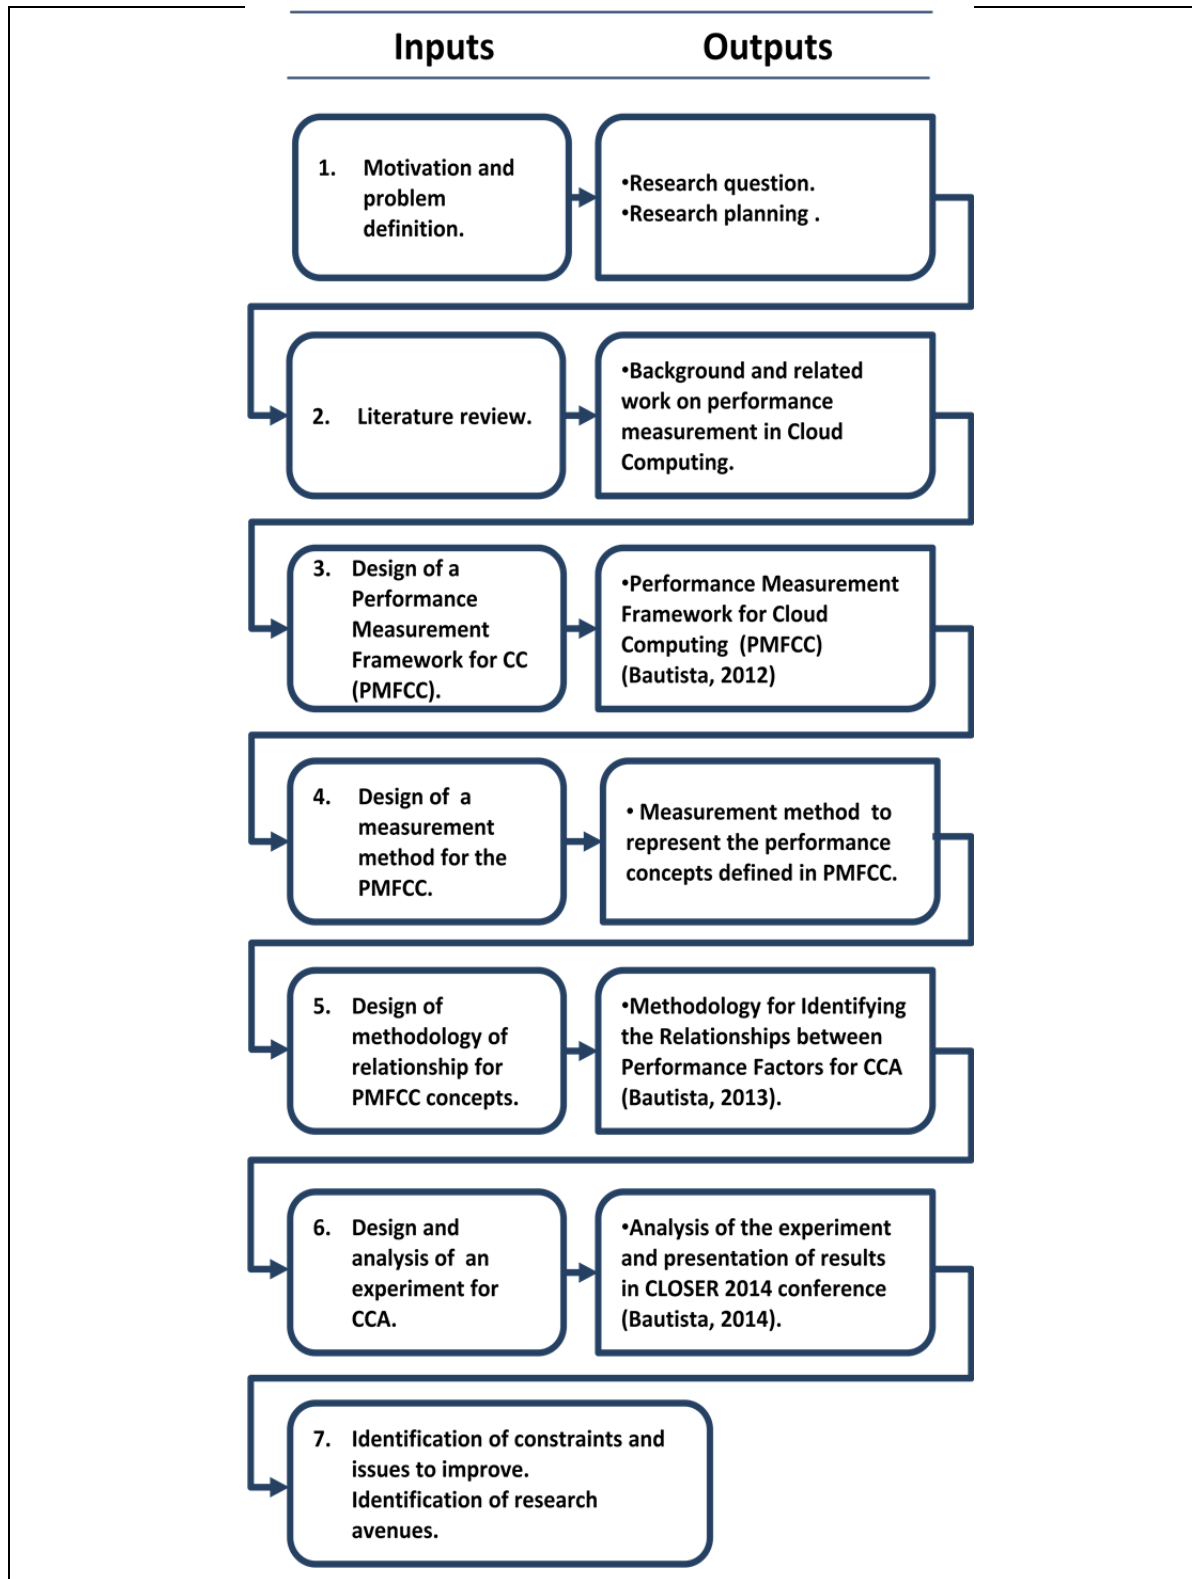 Inputs
Outputs
1. Motivation and
problem
definition.
•Research question.
•Research planning .
2. Literature review.
•Background and related
work on performance
measurement in Cloud
Computing.
3. Design of a
Performance
Measurement
Framework for CC
(PMFCC).
•Performance Measurement
Framework for Cloud
Computing (PMFCC)
(Bautista, 2012)
4. Design of a
measurement
method for the
PMFCC.
• Measurement method to
represent the performance
concepts defined in PMFCC.
5. Design of
methodology of
relationship for
PMFCC concepts.
•Methodology for Identifying
the Relationships between
Performance Factors for CCA
(Bautista, 2013).
6. Design and
analysis of an
experiment for
CCA.
•Analysis of the experiment
and presentation of results
in CLOSER 2014 conference
(Bautista, 2014).
7. Identification of constraints and
issues to improve.
Identification of research
avenues.